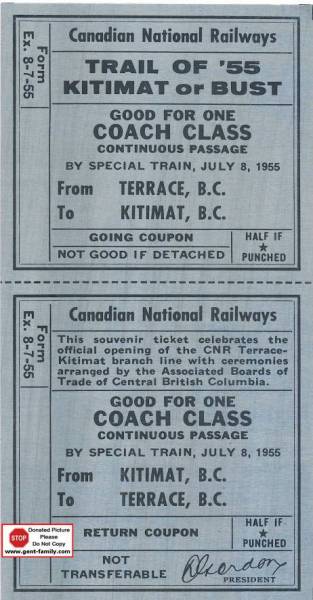 Form
Ex. 8-7-55
Canadian National Railways
TRAIL OF '55
KITIMAT or BUST
GOOD FOR ONE
COACH CLASS
CONTINUOUS PASSAGE
BY SPECIAL TRAIN, JULY 8, 1955
From TERRACE, B.C.
To KITIMAT, B.C.
GOING COUPON
NOT GOOD IF DETACHED
HALF IF
★
PUNCHED
Form
Ex. 8-7-55
Canadian National Railways
This souvenir ticket celebrates the
official opening of the CNR Terrace-
Kitimat branch line with ceremonies
arranged by the Associated Boards of
Trade of Central British Columbia.
GOOD FOR ONE
COACH CLASS
CONTINUOUS PASSAGE
BY SPECIAL TRAIN, JULY 8, 1955
From KITIMAT, B.C.
To TERRACE, B.C.
RETURN COUPON
HALF IF
★
PUNCHED
NOT
TRANSFERABLE
PRESIDENT
STOP
Donated Picture
Please
Do Not Copy
www.gent-family.com